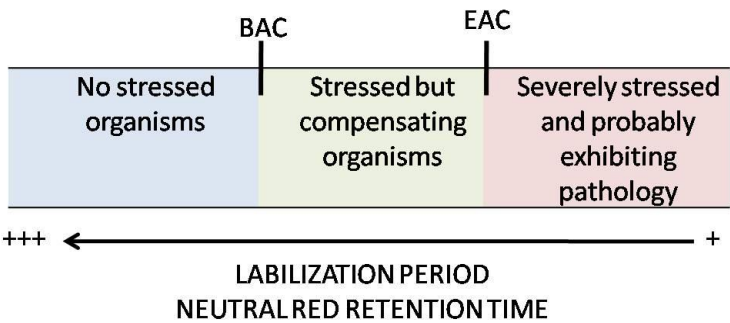 BAC
EAC
No stressed
organisms
Stressed but
compensating
organisms
Severely stressed
and probably
exhibiting
pathology
+++
+
LABILIZATION PERIOD
NEUTRAL RED RETENTION TIME